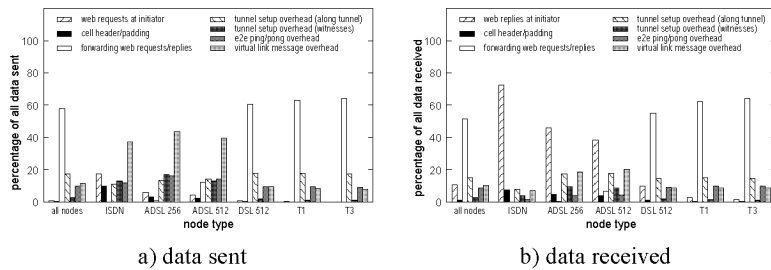 web requests at initiator
cell header/padding
forwarding web requests/replies
tunnel setup overhead (along tunnel)
tunnel setup overhead (witnesses)
e2e ping/pong overhead
virtual link message overhead
percentage of all data sent
100
80
60
40
20
0
all nodes ISDN ADSL 256 ADSL 512 DSL 512 T1 T3
node type
a) data sent
web replies at initiator
cell header/padding
forwarding web requests/replies
tunnel setup overhead (along tunnel)
tunnel setup overhead (witnesses)
e2e ping/pong overhead
virtual link message overhead
percentage of all data received
100
80
60
40
20
0
all nodes ISDN ADSL 256 ADSL 512 DSL 512 T1 T3
node type
b) data received